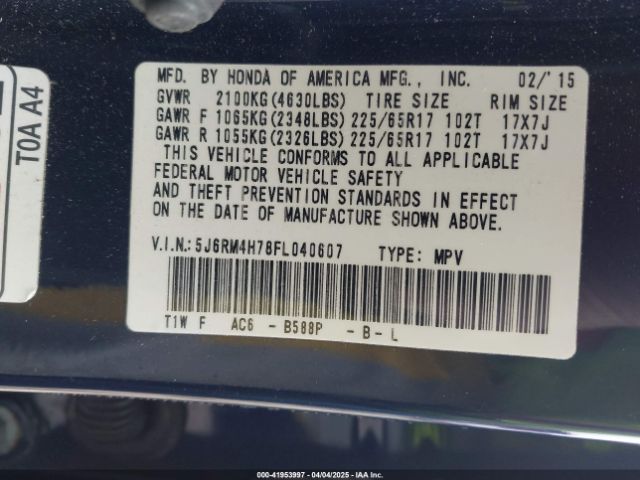 MFD. BY HONDA OF AMERICA MFG., INC. 02/'15
GVWR 2100KG(4630LBS) TIRE SIZE RIM SIZE
GAWR F 1065KG(2348LBS) 225/65R17 102T 17X7J
GAWR R 1055KG(2326LBS) 225/65R17 102T 17X7J
THIS VEHICLE CONFORMS TO ALL APPLICABLE
FEDERAL MOTOR VEHICLE SAFETY
AND THEFT PREVENTION STANDARDS IN EFFECT
ON THE DATE OF MANUFACTURE SHOWN ABOVE.
V.I.N.: 5J6RM4H78FL040607 TYPE: MPV
T1W F AC6 - B588P - B - L
T0A A4
000-41953997 - 04/04/2025 - IAAI.COM